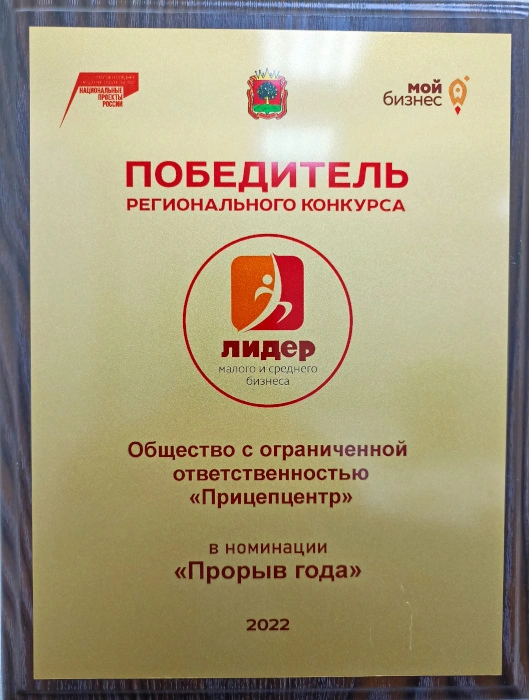 НАЦИОНАЛЬНЫЕ
ПРОЕКТЫ
РОССИИ
мой
бизнес
ПОБЕДИТЕЛЬ
РЕГИОНАЛЬНОГО КОНКУРСА
лидер
малого и среднего
бизнеса
Общество с ограниченной
ответственностью
«Прицепцентр»
в номинации
«Прорыв года»
2022